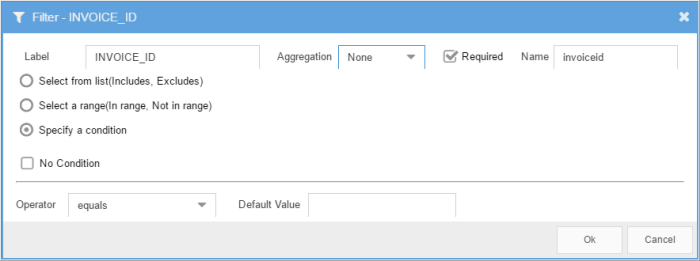 Filter - INVOICE_ID
Label INVOICE_ID Aggregation None Required Name invoiceid
Select from list(Includes, Excludes)
Select a range(In range, Not in range)
Specify a condition
No Condition
Operator equals Default Value
Ok Cancel